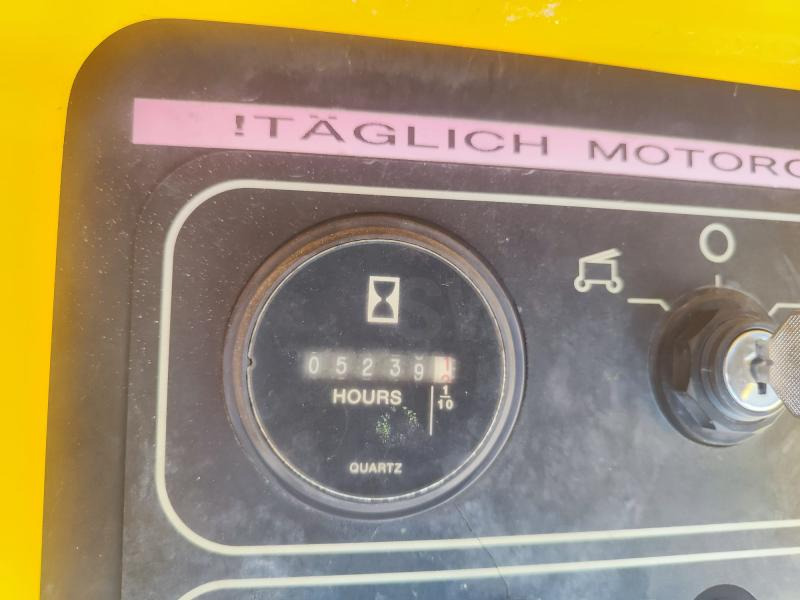 !TÄGLICH MOTORO
05239
HOURS
1
10
QUARTZ